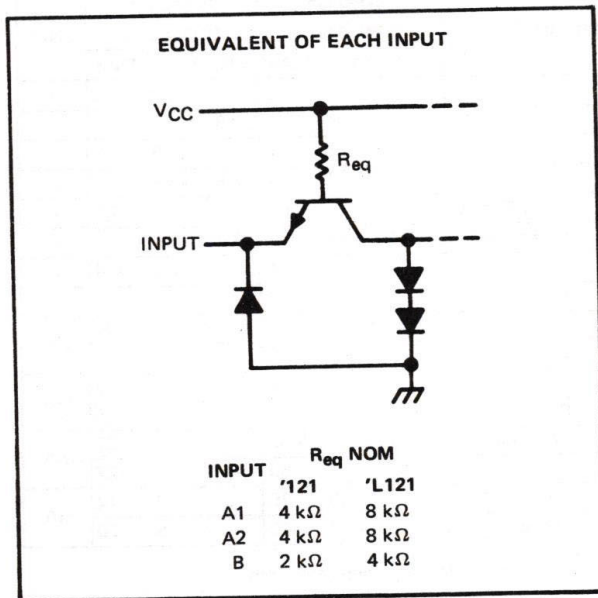 EQUIVALENT OF EACH INPUT
VCC
Req
INPUT
Req NOM
INPUT
'121 'L121
A1 4 kΩ 8 kΩ
A2 4 kΩ 8 kΩ
B 2 kΩ 4 kΩ